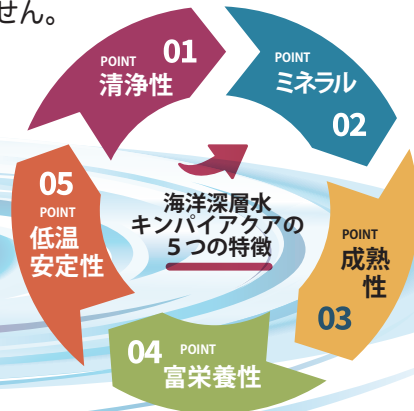 せん。
POINT 01
清浄性
POINT
ミネラル
02
POINT
成熟
性
03
04 POINT
富栄養性
05
POINT
低温
安定性
海洋深層水
キンパイアクアの
5つの特徴